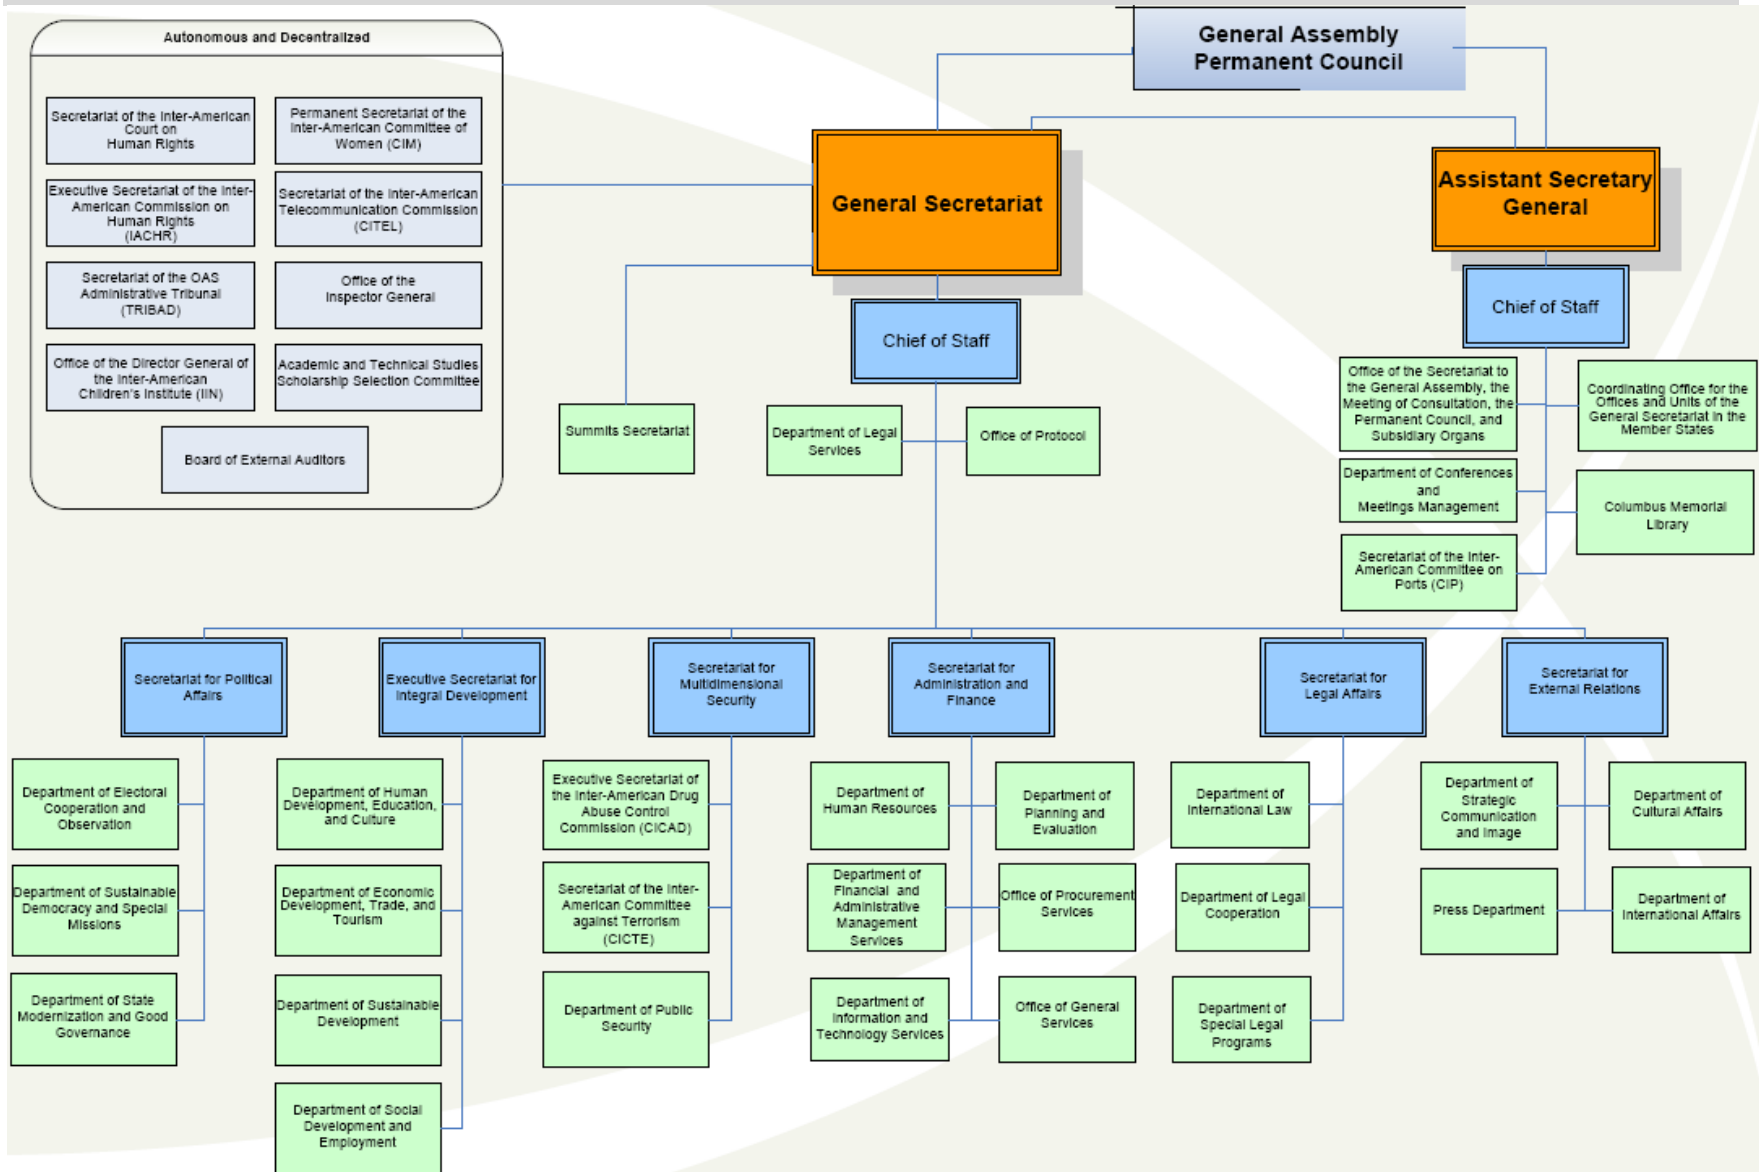 General Assembly
Permanent Council
Autonomous and Decentralized
Secretariat of the Inter-American
Court on
Human Rights
Permanent Secretariat of the
Inter-American Committee of
Women (CIM)
Executive Secretariat of the Inter-
American Commission on
Human Rights
(IACHR)
Secretariat of the Inter-American
Telecommunication Commission
(CITEL)
Secretariat of the OAS
Administrative Tribunal
(TRIBAD)
Office of the
Inspector General
Office of the Director General of
the Inter-American
Children's Institute (IIN)
Academic and Technical Studies
Scholarship Selection Committee
Board of External Auditors
General Secretariat
Assistant Secretary
General
Chief of Staff
Chief of Staff
Summits Secretariat
Department of Legal
Services
Office of Protocol
Office of the Secretariat to
the General Assembly, the
Meeting of Consultation, the
Permanent Council, and
Subsidiary Organs
Coordinating Office for the
Offices and Units of the
General Secretariat in the
Member States
Department of Conferences
and
Meetings Management
Columbus Memorial
Library
Secretariat of the Inter-
American Committee on
Ports (CIP)
Secretariat for Political
Affairs
Executive Secretariat for
Integral Development
Secretariat for
Multidimensional
Security
Secretariat for
Administration and
Finance
Secretariat for
Legal Affairs
Secretariat for
External Relations
Department of Electoral
Cooperation and
Observation
Department of Human
Development, Education,
and Culture
Executive Secretariat of
the Inter-American Drug
Abuse Control
Commission (CICAD)
Department of
Human Resources
Department of
Planning and
Evaluation
Department of
International Law
Department of
Strategic
Communication
and Image
Department of
Cultural Affairs
Department of Sustainable
Democracy and Special
Missions
Department of Economic
Development, Trade, and
Tourism
Secretariat of the Inter-
American Committee
against Terrorism
(CICTE)
Department of
Financial and
Administrative
Management
Services
Office of Procurement
Services
Department of Legal
Cooperation
Press Department
Department of
International Affairs
Department of State
Modernization and Good
Governance
Department of Sustainable
Development
Department of Public
Security
Department of
Information and
Technology Services
Office of General
Services
Department of
Special Legal
Programs
Department of Social
Development and
Employment